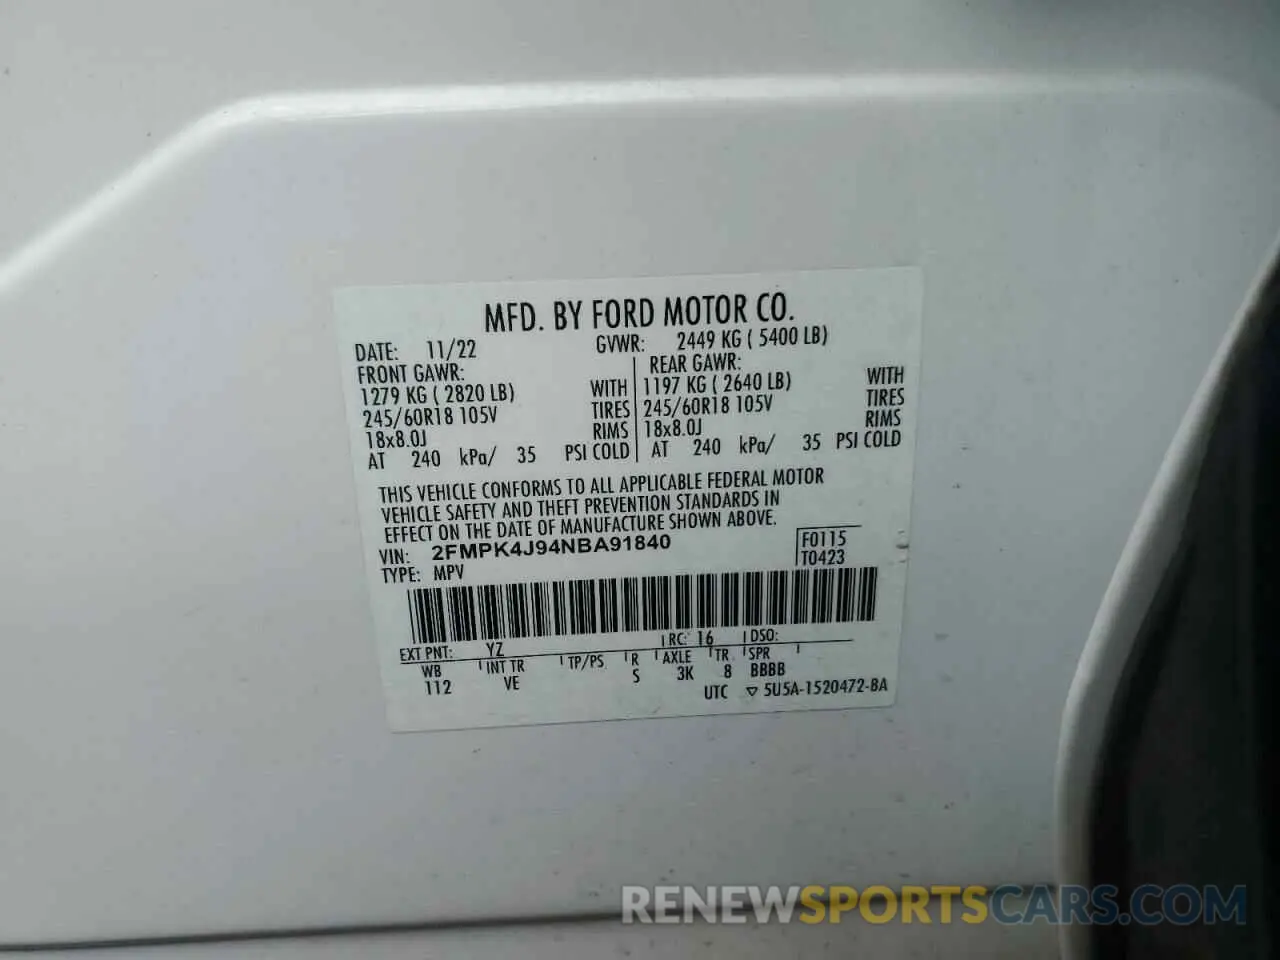 MFD. BY FORD MOTOR CO.
DATE: 11/22 GVWR: 2449 KG ( 5400 LB)
FRONT GAWR: REAR GAWR:
1279 KG ( 2820 LB) WITH 1197 KG ( 2640 LB) WITH
245/60R18 105V TIRES 245/60R18 105V TIRES
18x8.0J RIMS 18x8.0J RIMS
AT 240 kPa/ 35 PSI COLD AT 240 kPa/ 35 PSI COLD
THIS VEHICLE CONFORMS TO ALL APPLICABLE FEDERAL MOTOR
VEHICLE SAFETY AND THEFT PREVENTION STANDARDS IN
EFFECT ON THE DATE OF MANUFACTURE SHOWN ABOVE.
VIN: 2FMPK4J94NBA91840 F0115
TYPE: MPV T0423
EXT PNT: YZ RC: 16 DSO:
WB INT TR TP/PS R AXLE TR SPR
112 VE S 3K 8 BBBB
UTC ▽ 5U5A-1520472-BA
RENEWSPORTSCARS.COM